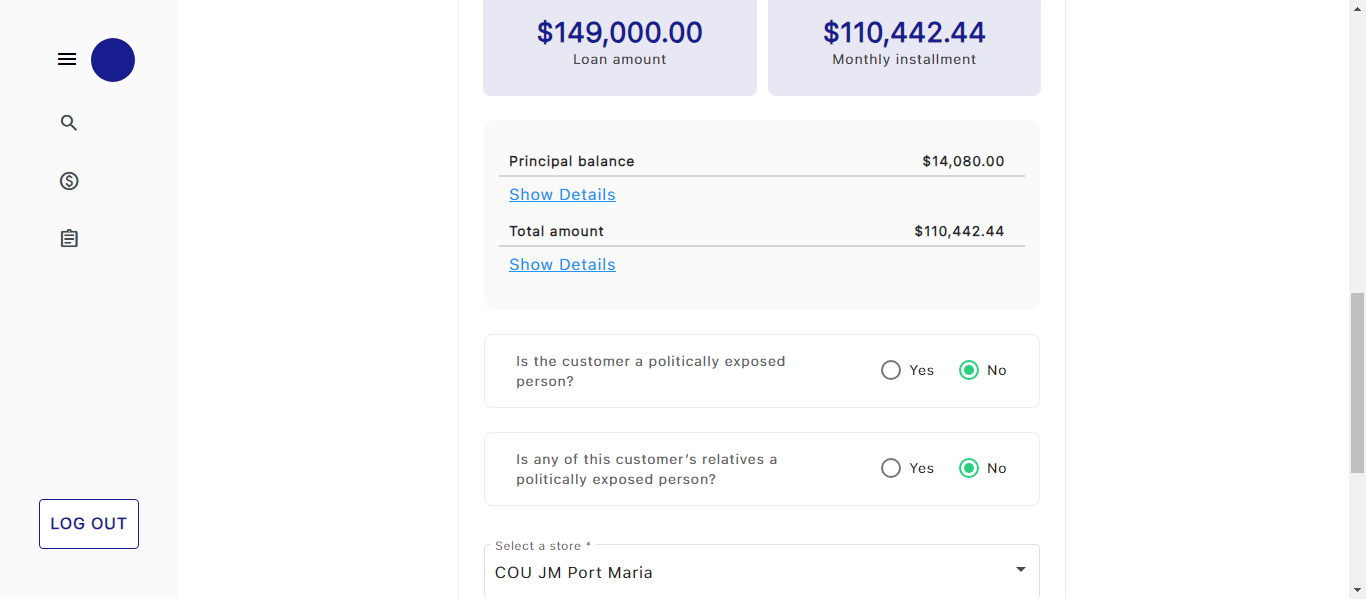 $149,000.00
Loan amount
$110,442.44
Monthly installment
Principal balance $14,080.00
Show Details
Total amount $110,442.44
Show Details
Is the customer a politically exposed
person?
Yes No
Is any of this customer's relatives a
politically exposed person?
Yes No
LOG OUT
Select a store *
COU JM Port Maria